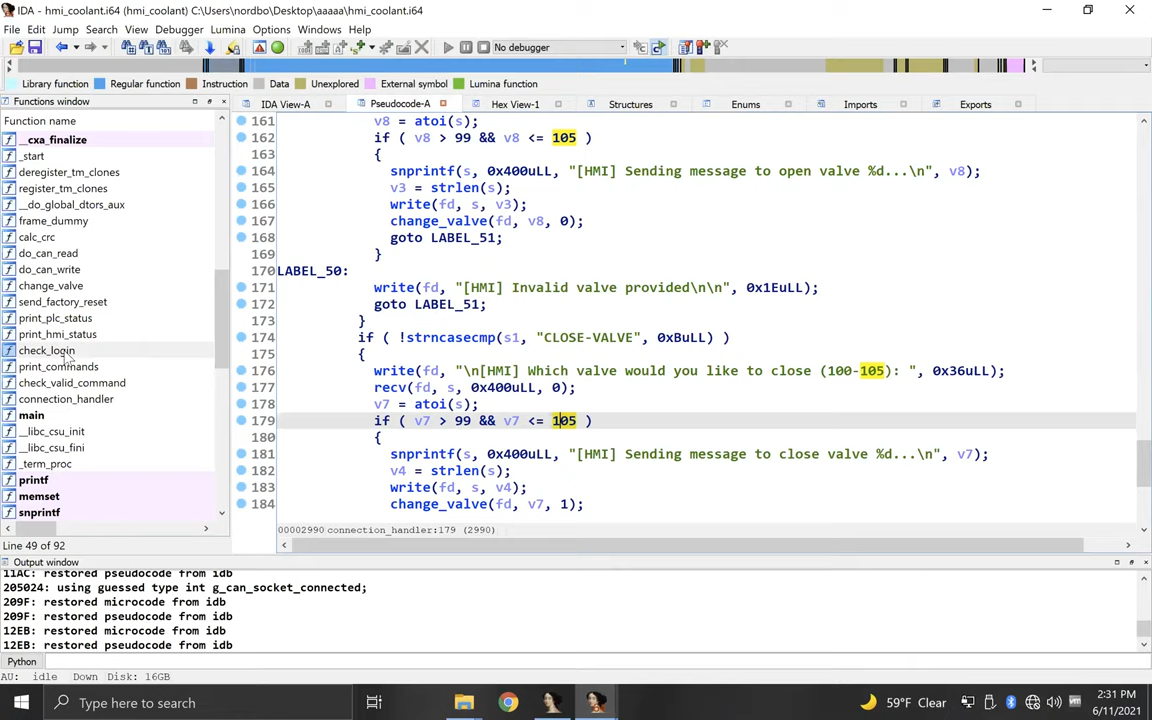 IDA - hmi_coolant.i64 (hmi_coolant) C:\Users\nordbo\Desktop\aaaaa\hmi_coolant.i64
File Edit Jump Search View Debugger Lumina Options Windows Help
No debugger
Library function Regular function Instruction Data Unexplored External symbol Lumina function
Functions window
IDA View-A Pseudocode-A Hex View-1 Structures Enums Imports Exports
Function name
__cxa_finalize
_start
deregister_tm_clones
register_tm_clones
__do_global_dtors_aux
frame_dummy
calc_crc
do_can_read
do_can_write
change_valve
send_factory_reset
print_plc_status
print_hmi_status
check_login
print_commands
check_valid_command
connection_handler
main
__libc_csu_init
__libc_csu_fini
_term_proc
printf
memset
snprintf
Line 49 of 92
161 v8 = atoi(s);
162 if ( v8 > 99 && v8 <= 105 )
163 {
164 snprintf(s, 0x400uLL, "[HMI] Sending message to open valve %d...\n", v8);
165 v3 = strlen(s);
166 write(fd, s, v3);
167 change_valve(fd, v8, 0);
168 goto LABEL_51;
169 }
170 LABEL_50:
171 write(fd, "[HMI] Invalid valve provided\n\n", 0x1EuLL);
172 goto LABEL_51;
173 }
174 if ( !strncasecmp(s1, "CLOSE-VALVE", 0xBuLL) )
175 {
176 write(fd, "\n[HMI] Which valve would you like to close (100-105): ", 0x36uLL);
177 recv(fd, s, 0x400uLL, 0);
178 v7 = atoi(s);
179 if ( v7 > 99 && v7 <= 105 )
180 {
181 snprintf(s, 0x400uLL, "[HMI] Sending message to close valve %d...\n", v7);
182 v4 = strlen(s);
183 write(fd, s, v4);
184 change_valve(fd, v7, 1);
00002990 connection_handler:179 (2990)
Output window
11AC: restored pseudocode from idb
205024: using guessed type int g_can_socket_connected;
209F: restored microcode from idb
209F: restored pseudocode from idb
12EB: restored microcode from idb
12EB: restored pseudocode from idb
Python
AU: idle Down Disk: 16GB
Type here to search
59°F Clear
2:31 PM
6/11/2021